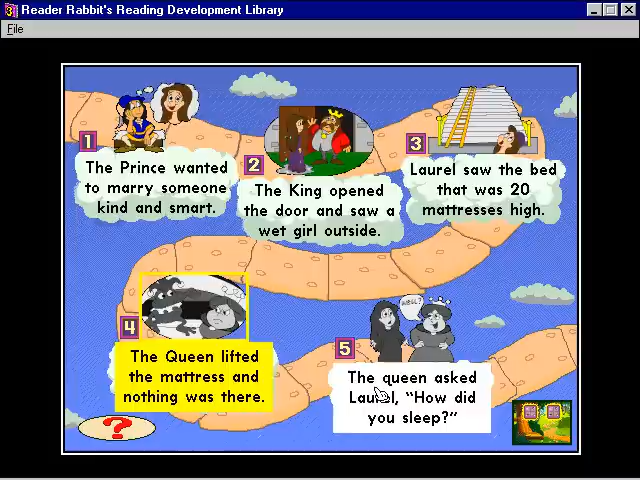 Reader Rabbit's Reading Development Library
File
1
The Prince wanted
to marry someone
kind and smart.
2
The King opened
the door and saw a
wet girl outside.
3
Laurel saw the bed
that was 20
mattresses high.
4
The Queen lifted
the mattress and
nothing was there.
WELL?
5
The queen asked
Laurel, “How did
you sleep?”
?